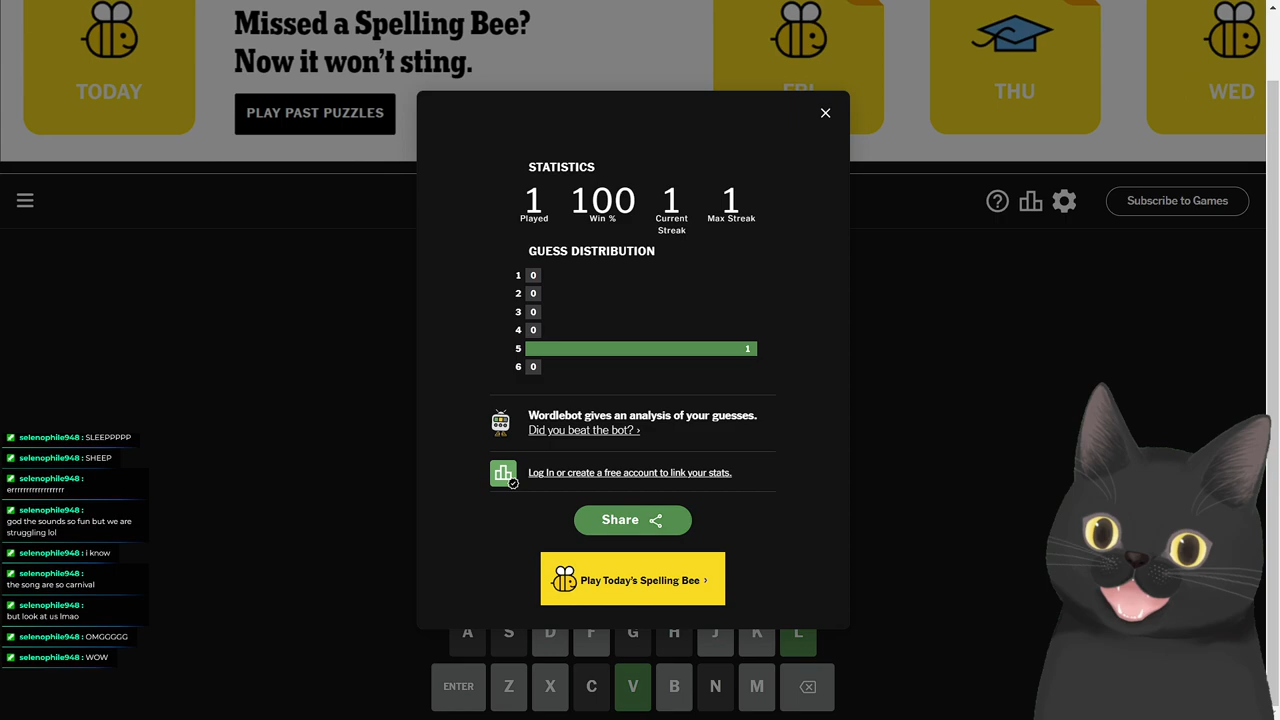 Missed a Spelling Bee?
Now it won't sting.
PLAY PAST PUZZLES
TODAY
FRI
THU
WED
Subscribe to Games
STATISTICS
1 100 1 1
Played Win % Current Streak Max Streak
GUESS DISTRIBUTION
1 0
2 0
3 0
4 0
5 1
6 0
Wordlebot gives an analysis of your guesses.
Did you beat the bot? ›
Log In or create a free account to link your stats.
Share
Play Today's Spelling Bee ›
selenophile948 : SLEEPPPPP
selenophile948 : SHEEP
selenophile948 :
errrrrrrrrrrrrrrrrr
selenophile948 :
god the sounds so fun but we are
struggling lol
selenophile948 : i know
selenophile948 :
the song are so carnival
selenophile948 :
but look at us lmao
selenophile948 : OMGGGGG
selenophile948 : WOW
A S D F G H J K L
ENTER Z X C V B N M